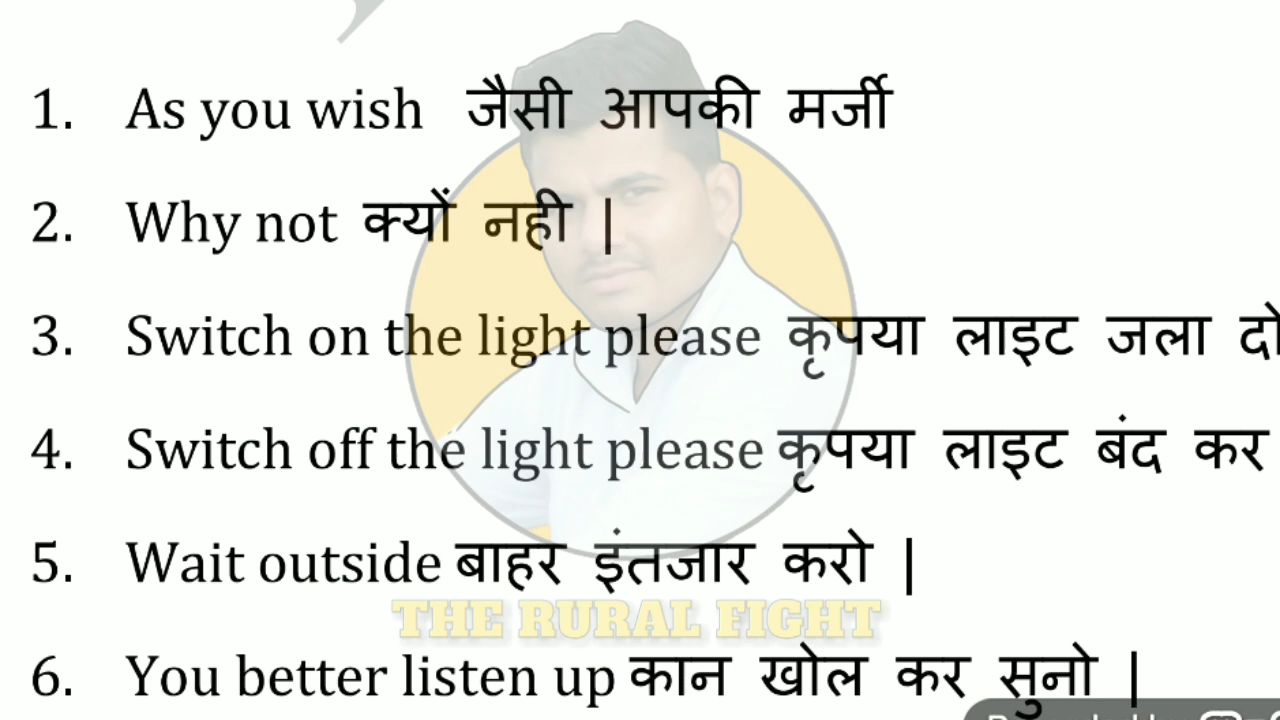 1. As you wish जैसी आपकी मर्जी
2. Why not क्यों नही |
3. Switch on the light please कृपया लाइट जला दो
4. Switch off the light please कृपया लाइट बंद कर
5. Wait outside बाहर इंतजार करो |
THE RURAL FIGHT
6. You better listen up कान खोल कर सुनो |